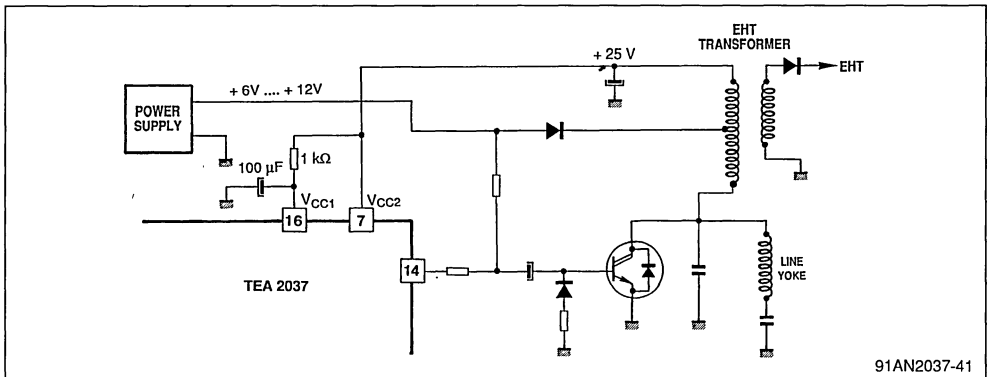 EHT
TRANSFORMER
+ 25 V
EHT
+ 6V .... + 12V
POWER
SUPPLY
100 µF
1 kΩ
VCC1
VCC2
16
7
14
TEA 2037
LINE
YOKE
91AN2037-41